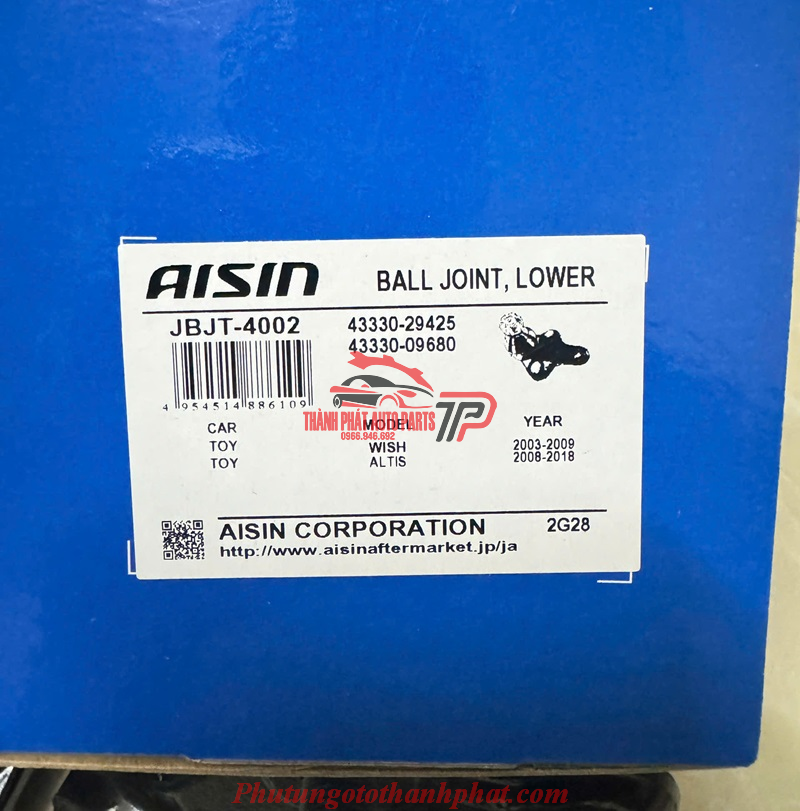 AISIN
BALL JOINT, LOWER
JBJT-4002
43330-29425
43330-09680
4 954514 886109
THÀNH PHÁT AUTO PARTS
0966.946.692
TP
CAR MODEL YEAR
TOY WISH 2003-2009
TOY ALTIS 2008-2018
AISIN CORPORATION 2G28
http://www.aisinaftermarket.jp/ja
Phutungototthanhphat.com